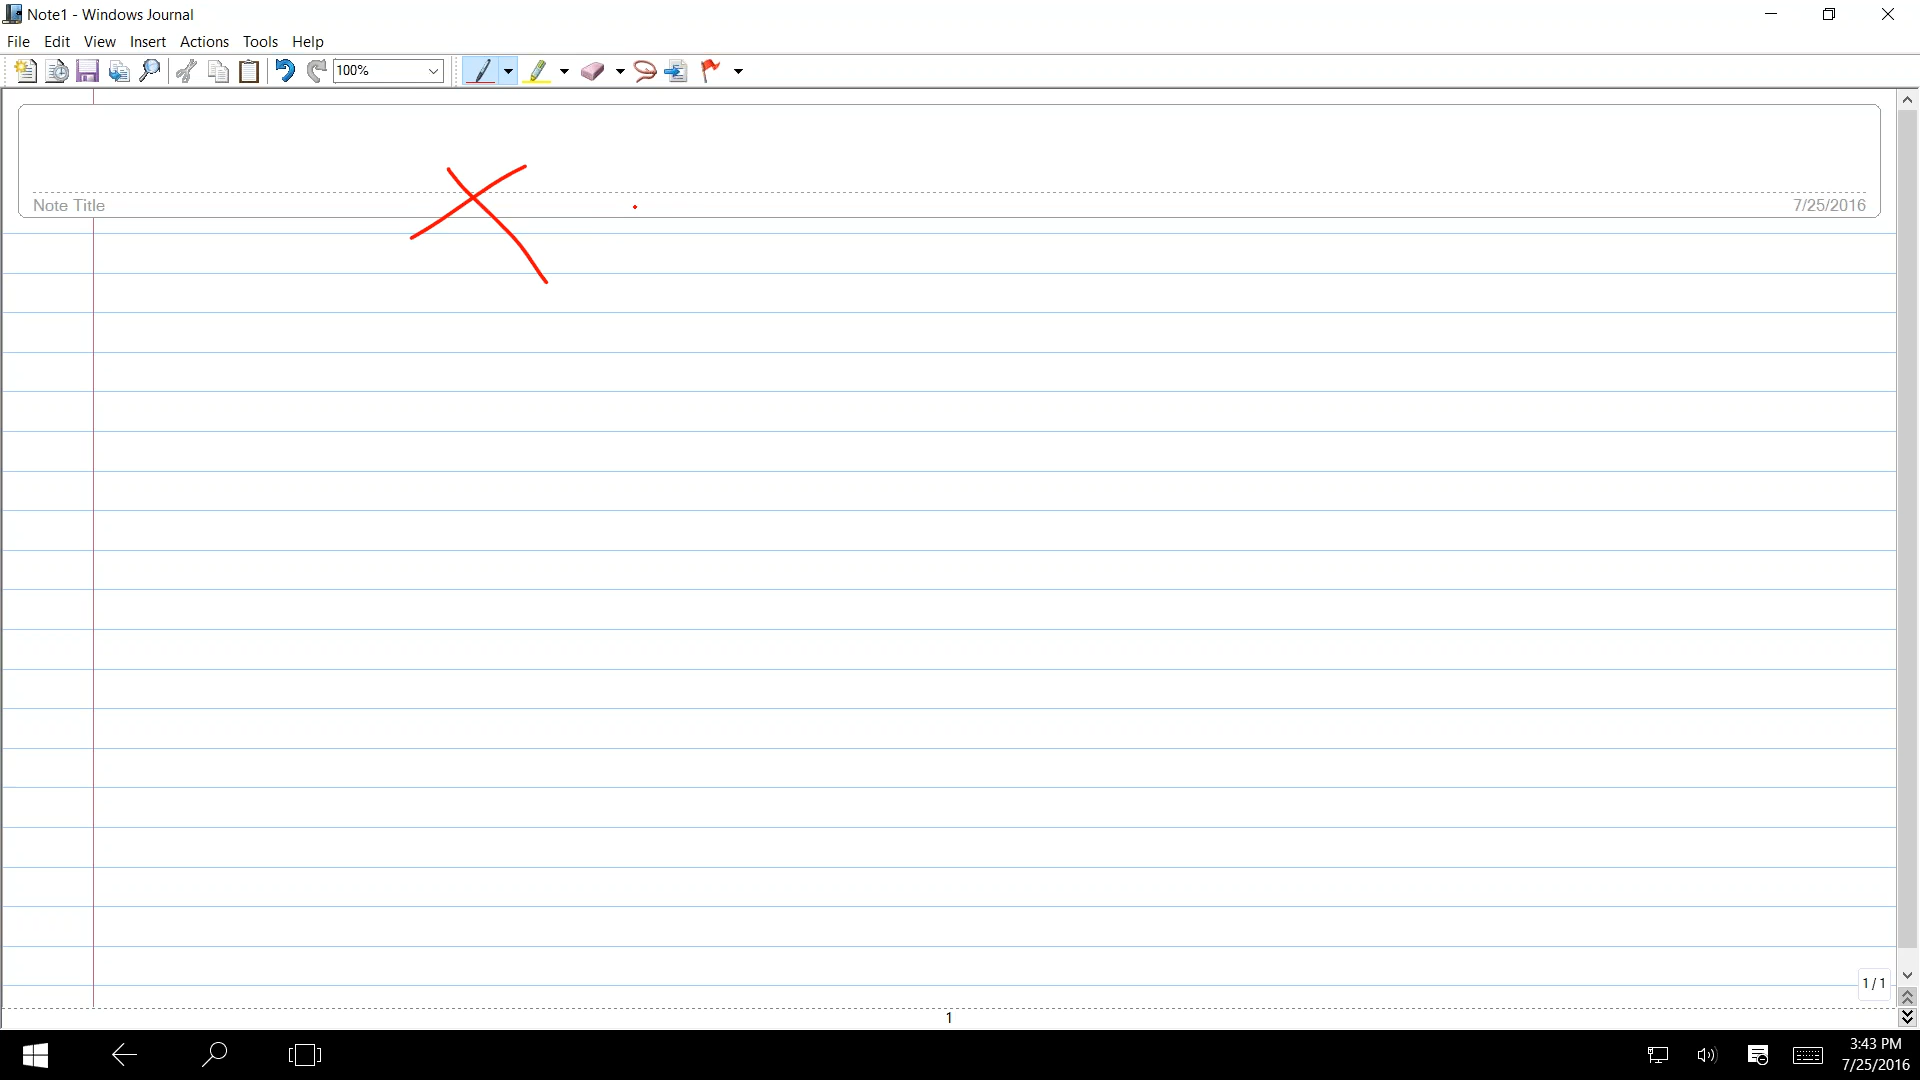 Note1 - Windows Journal
File Edit View Insert Actions Tools Help
100%
Note Title 7/25/2016
1 / 1
1
3:43 PM
7/25/2016